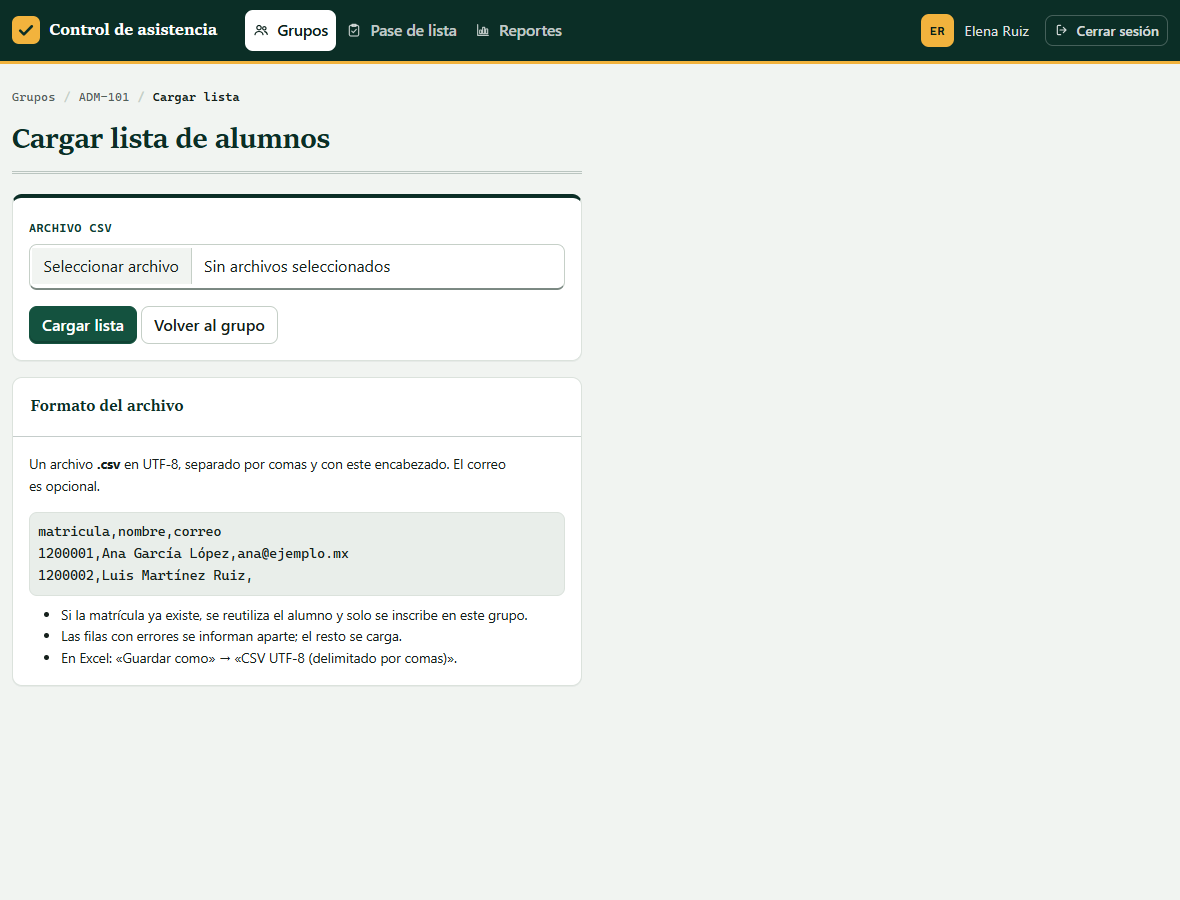 Control de asistencia
Grupos
Pase de lista
Reportes
ER
Elena Ruiz
Cerrar sesión
Grupos / ADM-101 / Cargar lista
Cargar lista de alumnos
ARCHIVO CSV
Seleccionar archivo
Sin archivos seleccionados
Cargar lista
Volver al grupo
Formato del archivo
Un archivo .csv en UTF-8, separado por comas y con este encabezado. El correo
es opcional.
matricula,nombre,correo
1200001,Ana García López,ana@ejemplo.mx
1200002,Luis Martínez Ruiz,
• Si la matrícula ya existe, se reutiliza el alumno y solo se inscribe en este grupo.
• Las filas con errores se informan aparte; el resto se carga.
• En Excel: «Guardar como» → «CSV UTF-8 (delimitado por comas)».